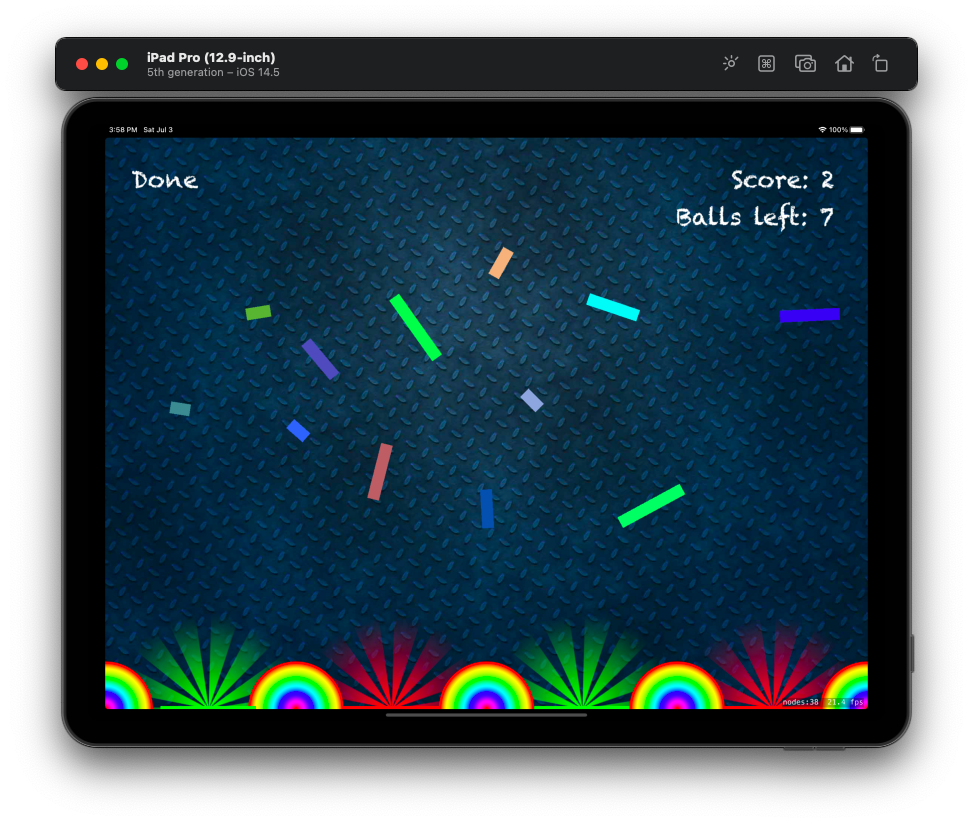 iPad Pro (12.9-inch)
5th generation – iOS 14.5
3:58 PM Sat Jul 3
100%
Done
Score: 2
Balls left: 7
nodes:38 21.4 fps